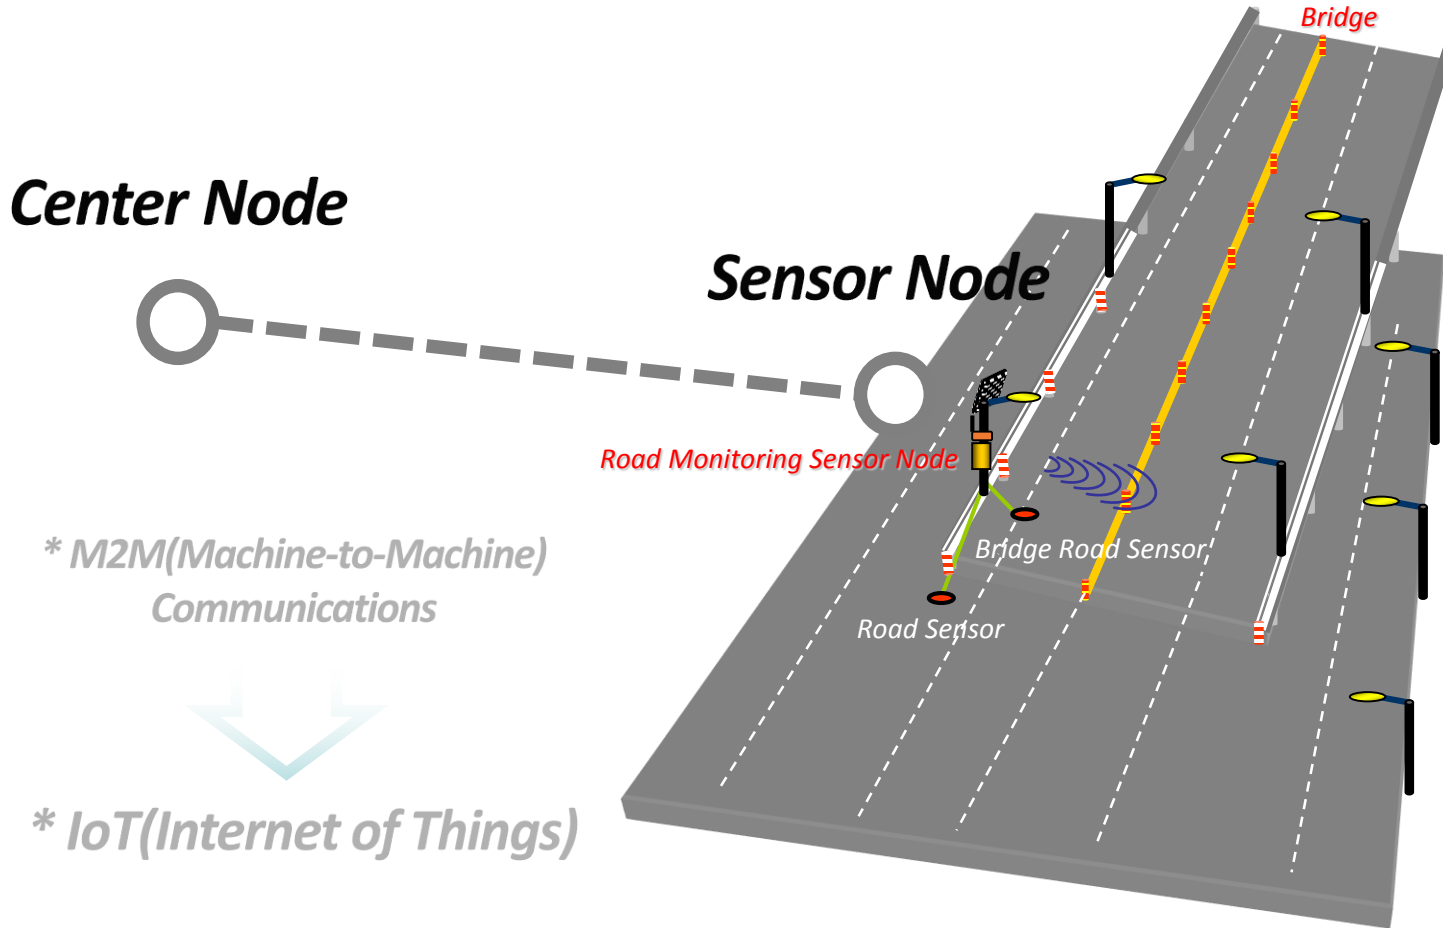 Bridge
Center Node
Sensor Node
Road Monitoring Sensor Node
Bridge Road Sensor
* M2M(Machine-to-Machine)
Communications
Road Sensor
* IoT(Internet of Things)